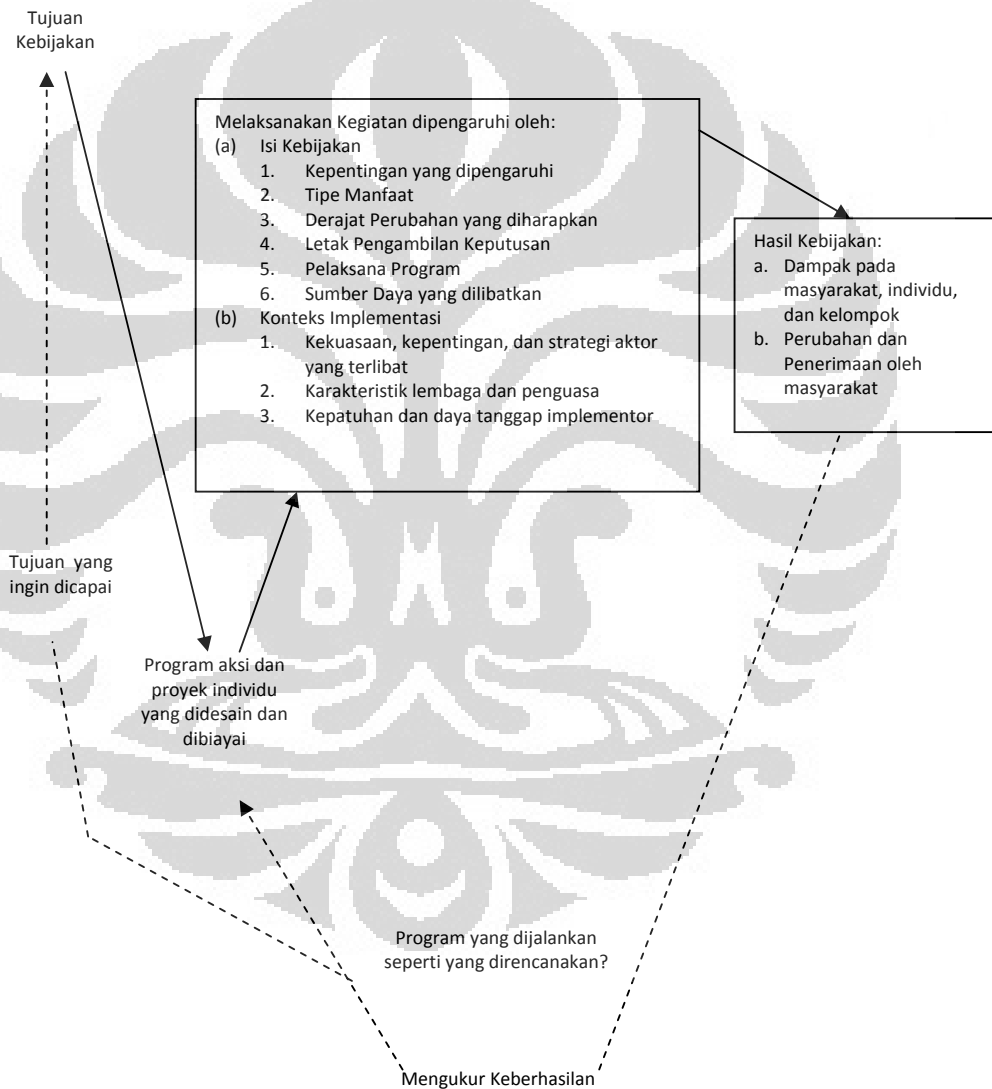 Tujuan
Kebijakan
Melaksanakan Kegiatan dipengaruhi oleh:
(a) Isi Kebijakan
1. Kepentingan yang dipengaruhi
2. Tipe Manfaat
3. Derajat Perubahan yang diharapkan
4. Letak Pengambilan Keputusan
5. Pelaksana Program
6. Sumber Daya yang dilibatkan
(b) Konteks Implementasi
1. Kekuasaan, kepentingan, dan strategi aktor
yang terlibat
2. Karakteristik lembaga dan penguasa
3. Kepatuhan dan daya tanggap implementor
Hasil Kebijakan:
a. Dampak pada
masyarakat, individu,
dan kelompok
b. Perubahan dan
Penerimaan oleh
masyarakat
Tujuan yang
ingin dicapai
Program aksi dan
proyek individu
yang didesain dan
dibiayai
Program yang dijalankan
seperti yang direncanakan?
Mengukur Keberhasilan